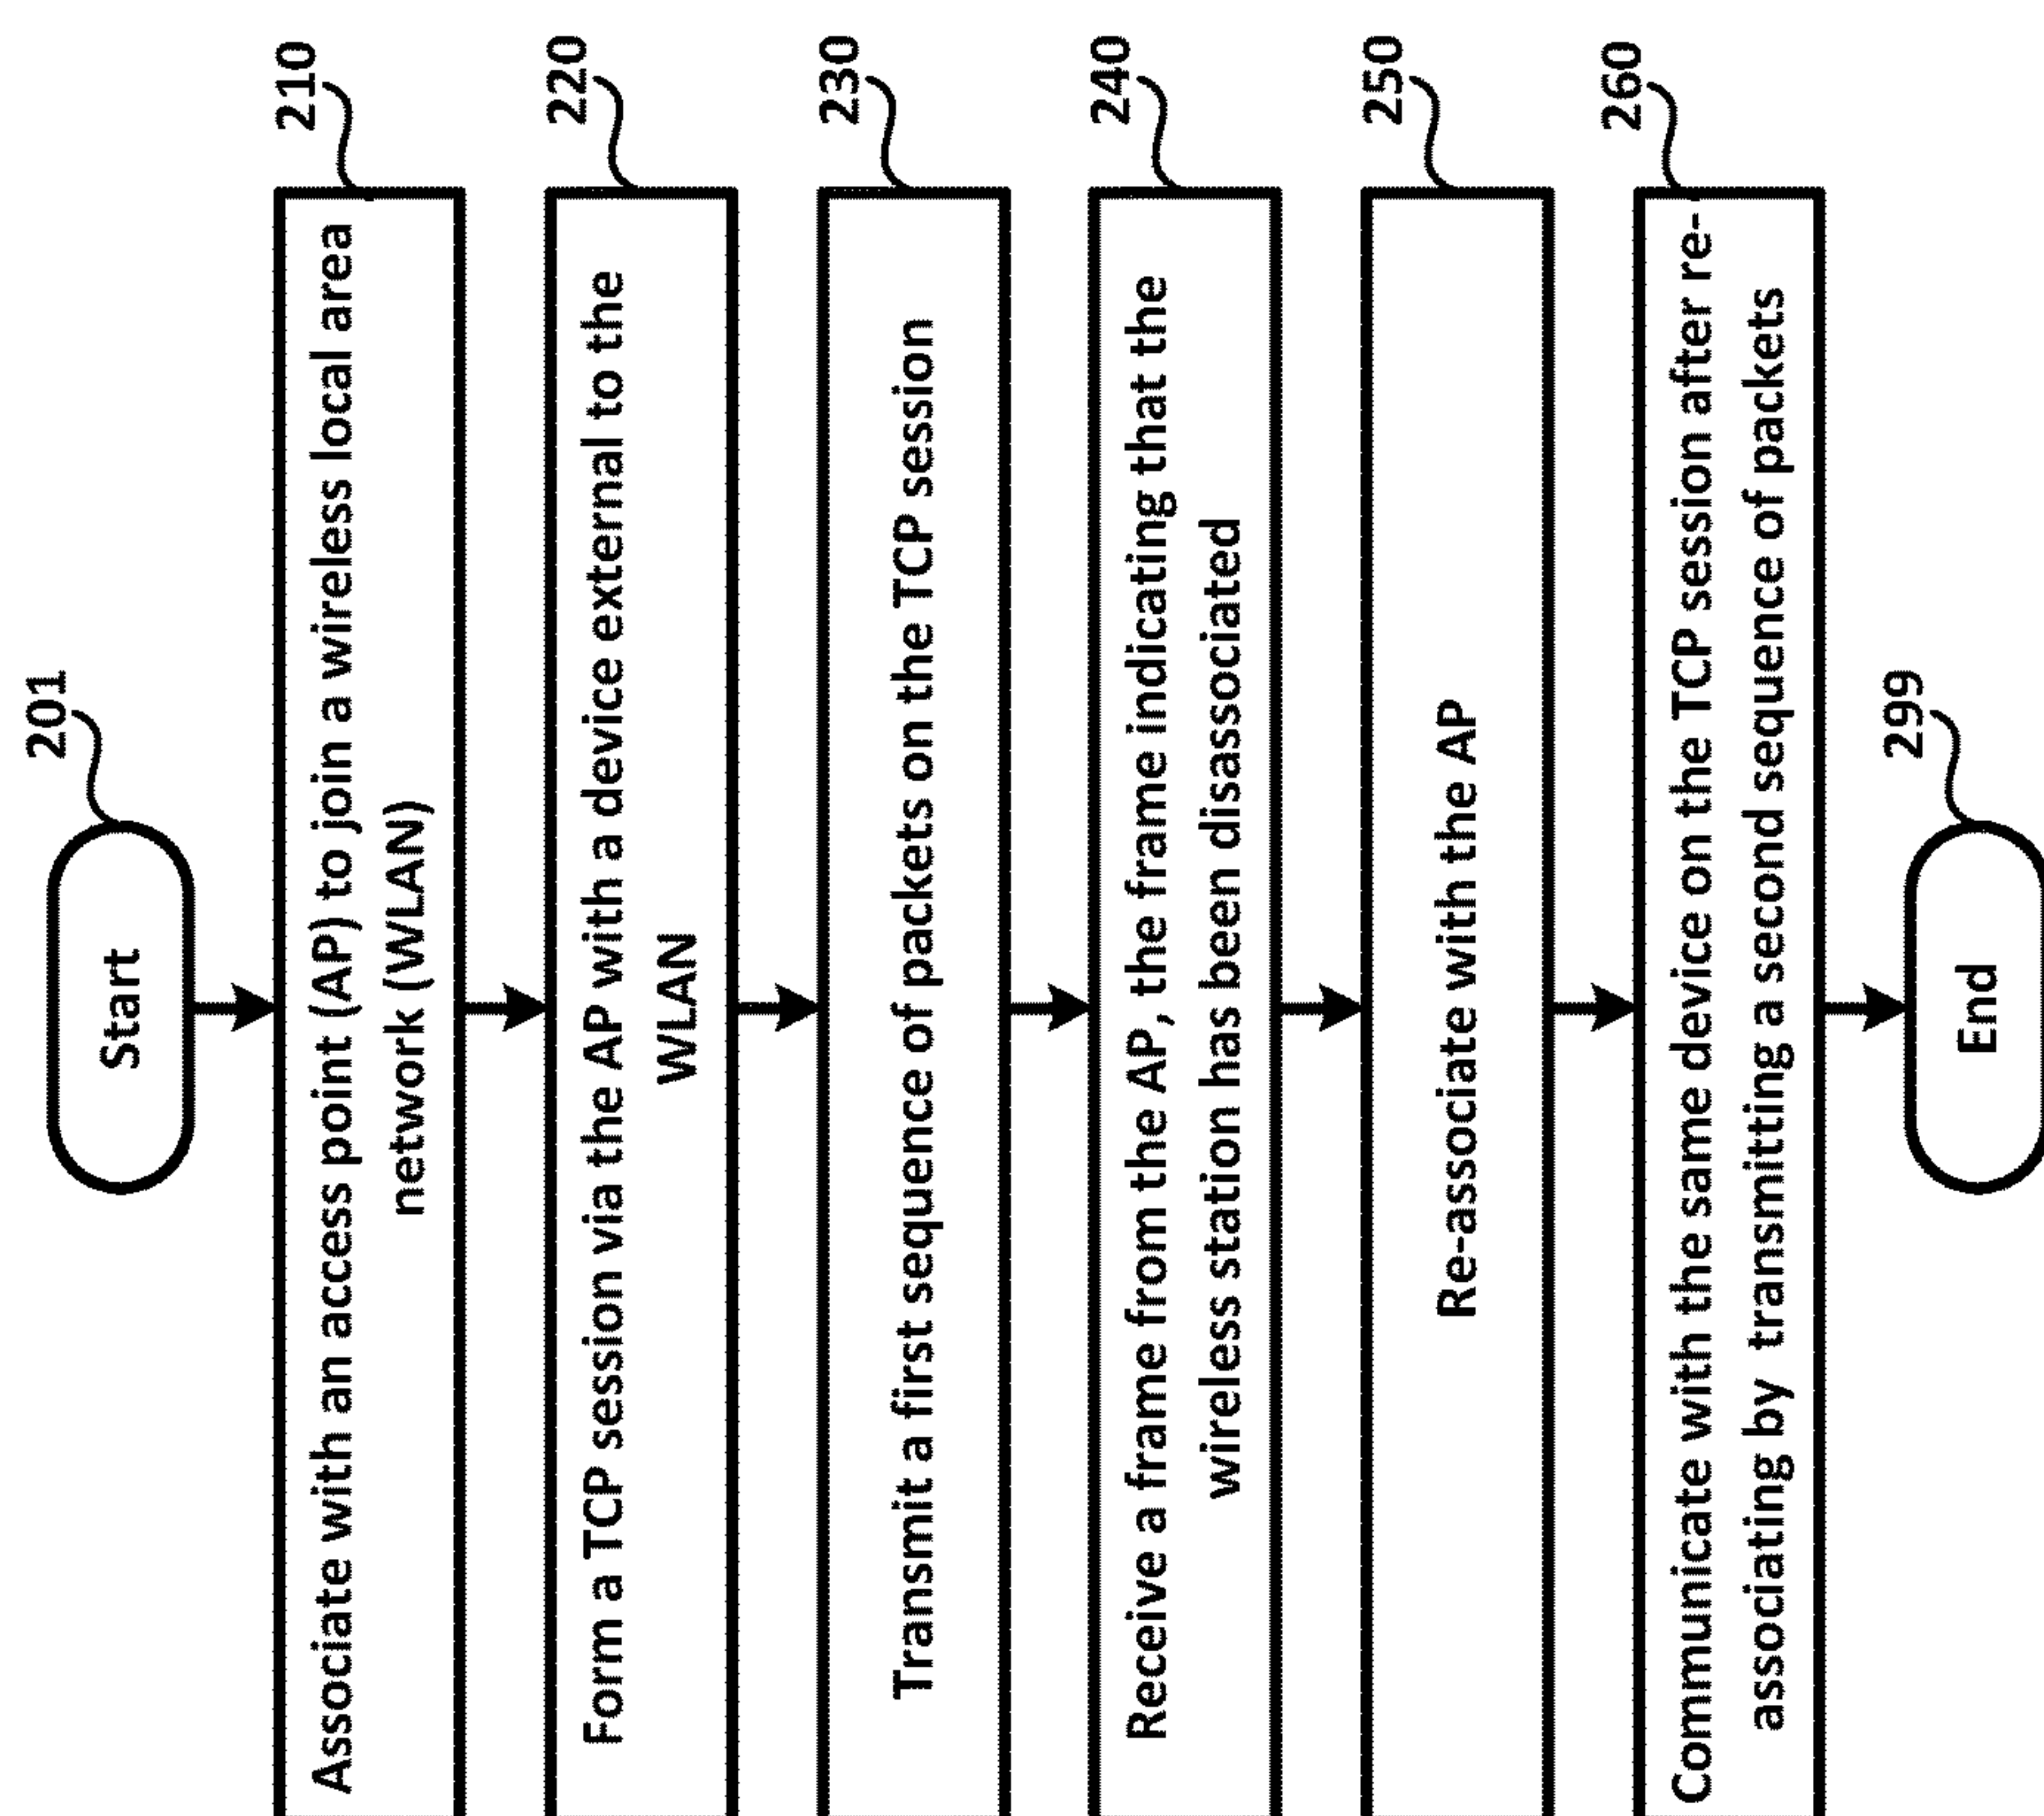 201
Start
210
Associate with an access point (AP) to join a wireless local area
network (WLAN)
220
Form a TCP session via the AP with a device external to the
WLAN
230
Transmit a first sequence of packets on the TCP session
240
Receive a frame from the AP, the frame indicating that the
wireless station has been disassociated
250
Re-associate with the AP
260
Communicate with the same device on the TCP session after re-
associating by transmitting a second sequence of packets
299
End